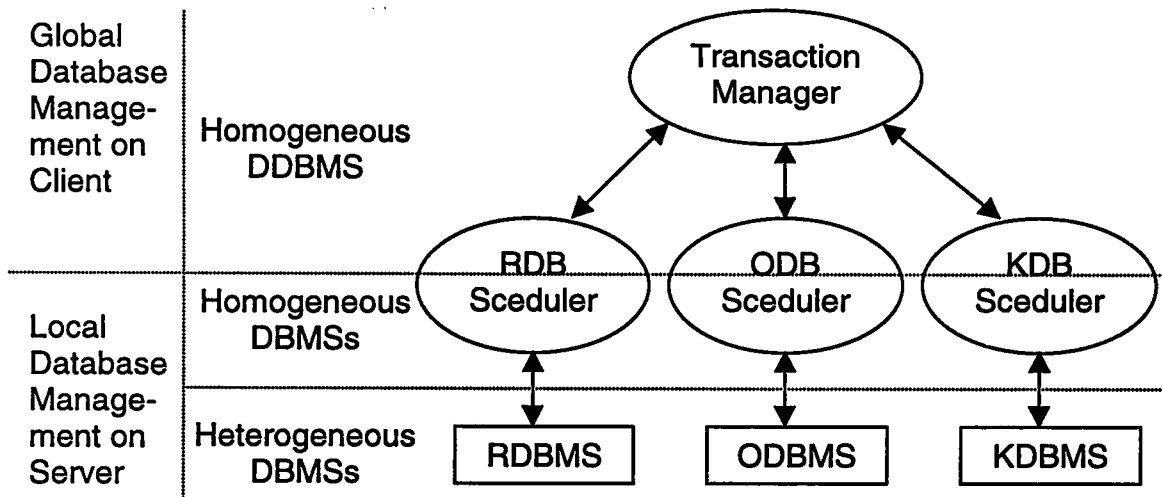 Global
Database
Manage-
ment on
Client
Homogeneous
DDBMS
Transaction
Manager
RDB
Sceduler
ODB
Sceduler
KDB
Sceduler
Local
Database
Manage-
ment on
Server
Homogeneous
DBMSs
Heterogeneous
DBMSs
RDBMS
ODBMS
KDBMS